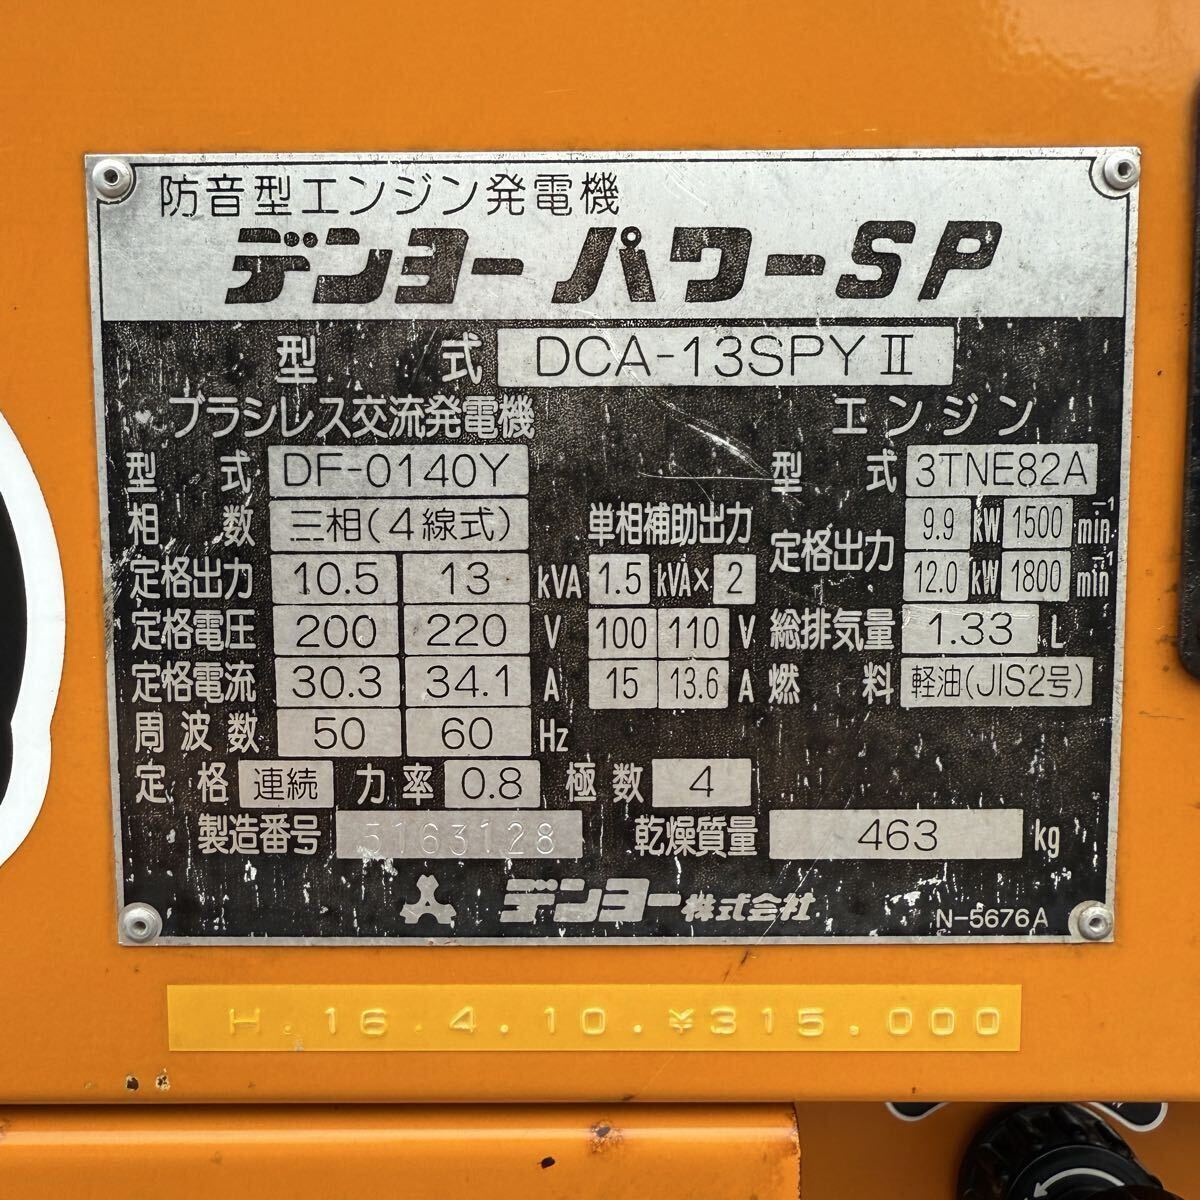 防音型エンジン発電機
デンヨーパワーSP
型式 DCA-13SPYⅡ
ブラシレス交流発電機 エンジン
型式 DF-0140Y 型式 3TNE82A
相数 三相(4線式) 単相補助出力 定格出力 9.9 kW 1500 min-1
定格出力 10.5 13 kVA 1.5 kVA×2 12.0 kW 1800 min-1
定格電圧 200 220 V 100 110 V 総排気量 1.33 L
定格電流 30.3 34.1 A 15 13.6 A 燃料 軽油(JIS2号)
周波数 50 60 Hz
定格 連続 力率 0.8 極数 4
製造番号 5163128 乾燥質量 463 kg
デンヨー株式会社 N-5676A
H.16.4.10.¥315.000